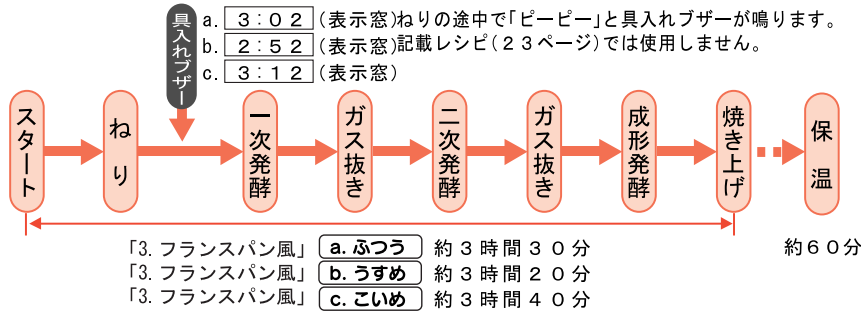 具入れブザー
a. 3:02 (表示窓)ねりの途中で「ピーピー」と具入れブザーが鳴ります。
b. 2:52 (表示窓)記載レシピ(23ページ)では使用しません。
c. 3:12 (表示窓)
スタート
ねり
一次発酵
ガス抜き
二次発酵
ガス抜き
成形発酵
焼き上げ
保温
「3. フランスパン風」 a. ふつう 約3時間30分
約60分
「3. フランスパン風」 b. うすめ 約3時間20分
「3. フランスパン風」 c. こいめ 約3時間40分